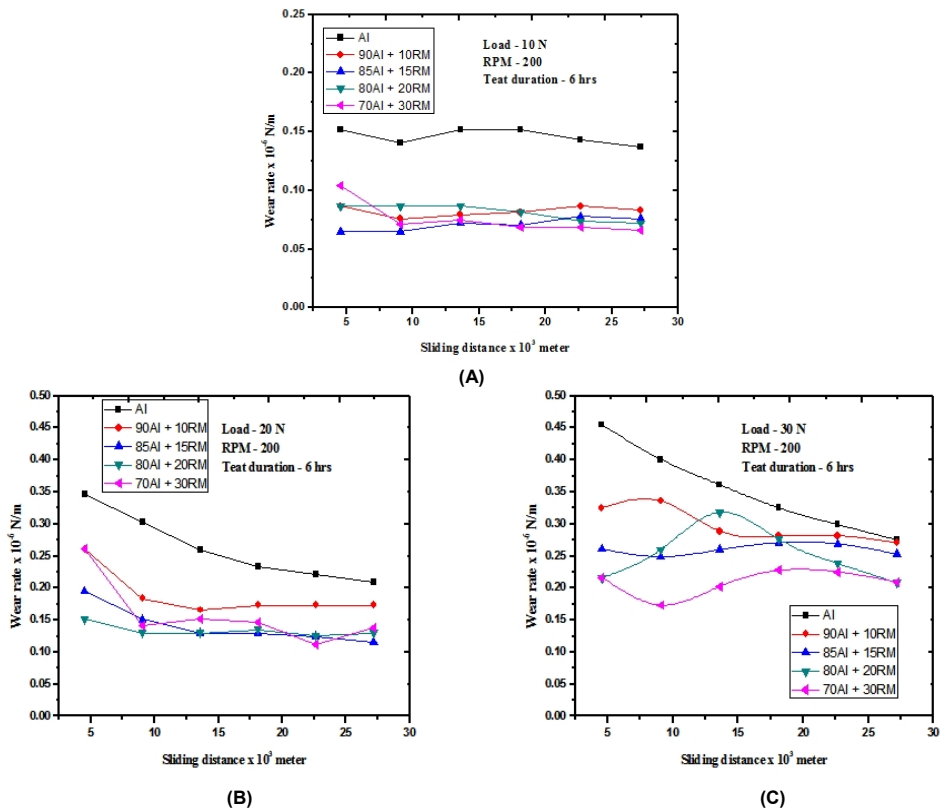 0.25
0.20
0.15
0.10
0.05
0.00
Wear rate x 10⁻⁶ N/m
Al
90Al + 10RM
85Al + 15RM
80Al + 20RM
70Al + 30RM
Load - 10 N
RPM - 200
Teat duration - 6 hrs
5 10 15 20 25 30
Sliding distance x 10³ meter
(A)
0.50
0.45
0.40
0.35
0.30
0.25
0.20
0.15
0.10
0.05
0.00
Wear rate x 10⁻⁶ N/m
Al
90Al + 10RM
85Al + 15RM
80Al + 20RM
70Al + 30RM
Load - 20 N
RPM - 200
Teat duration - 6 hrs
5 10 15 20 25 30
Sliding distance x 10³ meter
(B)
0.50
0.45
0.40
0.35
0.30
0.25
0.20
0.15
0.10
0.05
0.00
Wear rate x 10⁻⁶ N/m
Load - 30 N
RPM - 200
Teat duration - 6 hrs
Al
90Al + 10RM
85Al + 15RM
80Al + 20RM
70Al + 30RM
5 10 15 20 25 30
Sliding distance x 10³ meter
(C)